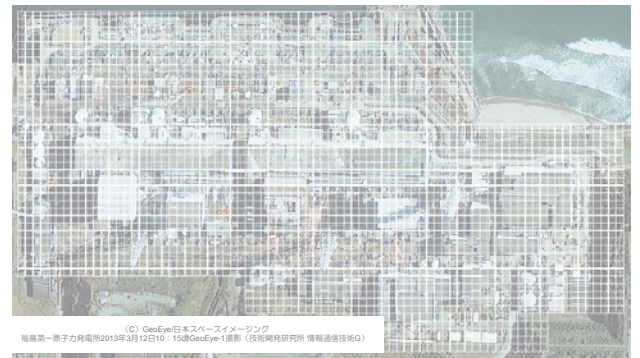 （C）GeoEye/日本スペースイメージング
福島第一原子力発電所2013年3月12日10：15頃GeoEye-1撮影（技術開発研究所 情報通信技術G）